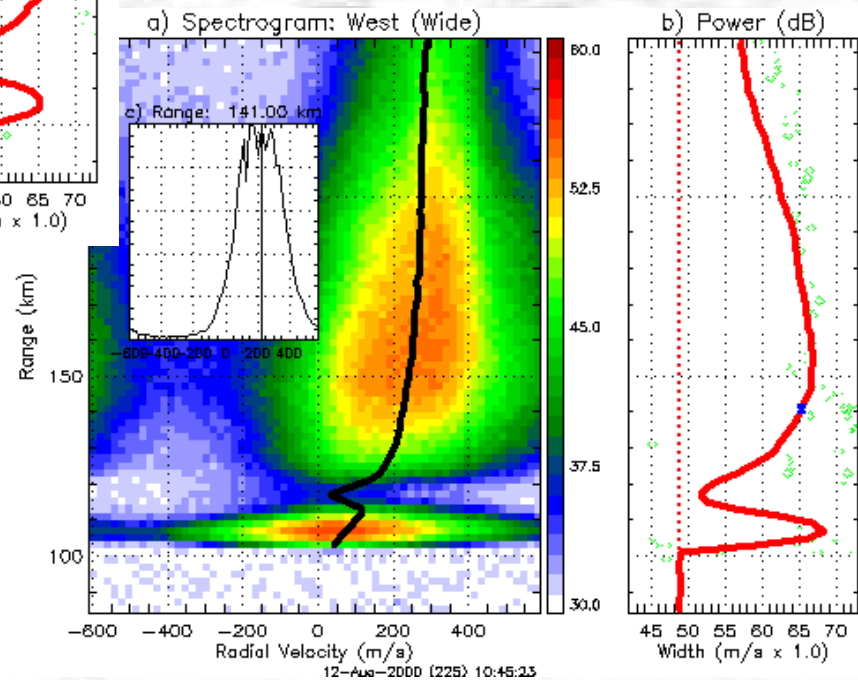 65 70
x 1.0)
a) Spectrogram: West (Wide)
b) Power (dB)
c) Range: 141.00 km
-600-400-200 0 200 400
Range (km)
150
100
-600 -400 -200 0 200 400
Radial Velocity (m/s)
60.0
52.5
45.0
37.5
30.0
45 50 55 60 65 70
Width (m/s x 1.0)
12-Aug-2000 (225) 10:45:23